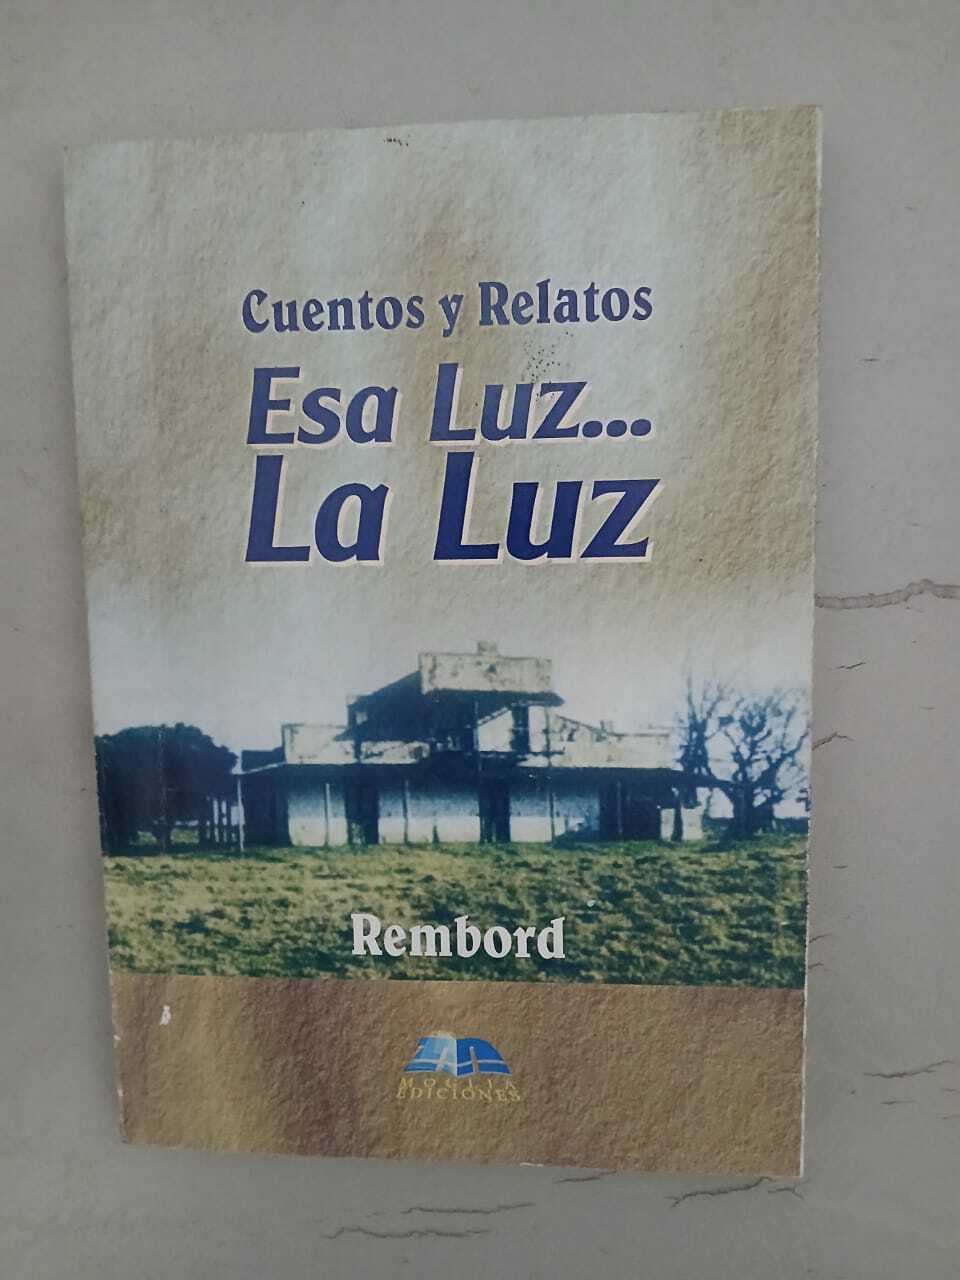 Cuentos y Relatos
Esa Luz...
La Luz
Rembord
EDICIONES